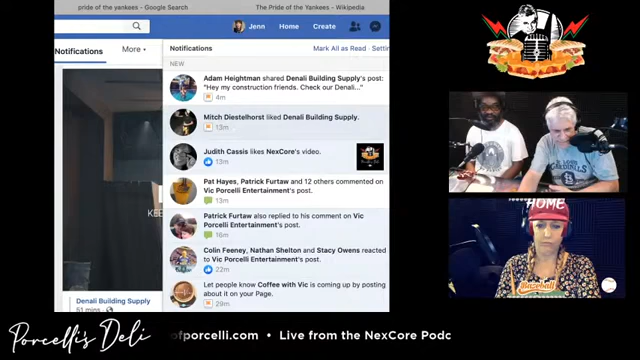 pride of the yankees - Google Search
The Pride of the Yankees - Wikipedia
Jenn Home Create
Notifications More
Notifications Mark All as Read · Settin
NEW
Adam Heightman shared Denali Building Supply's post:
"Hey my construction friends. Check our Denali..."
4m
Mitch Diestelhorst liked Denali Building Supply.
13m
Judith Cassis likes NexCore's video.
13m
Pat Hayes, Patrick Furtaw and 12 others commented on
Vic Porcelli Entertainment's post.
13m
Patrick Furtaw also replied to his comment on Vic
Porcelli Entertainment's post.
16m
Colin Feeney, Nathan Shelton and Stacy Owens reacted
to Vic Porcelli Entertainment's post.
22m
Let people know Coffee with Vic is coming up by posting
about it on your Page.
29m
KEE
Denali Building Supply
51 mins ·
ST. LOUIS
CARDINALS
HOME
Baseball
Porcelli's Deli
ofporcelli.com • Live from the NexCore Podc